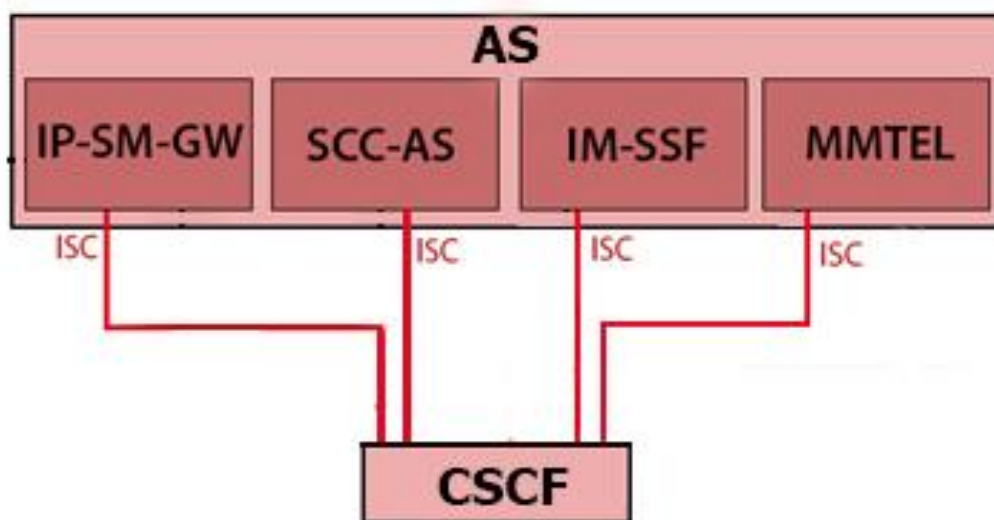 AS
IP-SM-GW
SCC-AS
IM-SSF
MMTEL
ISC
ISC
ISC
ISC
CSCF